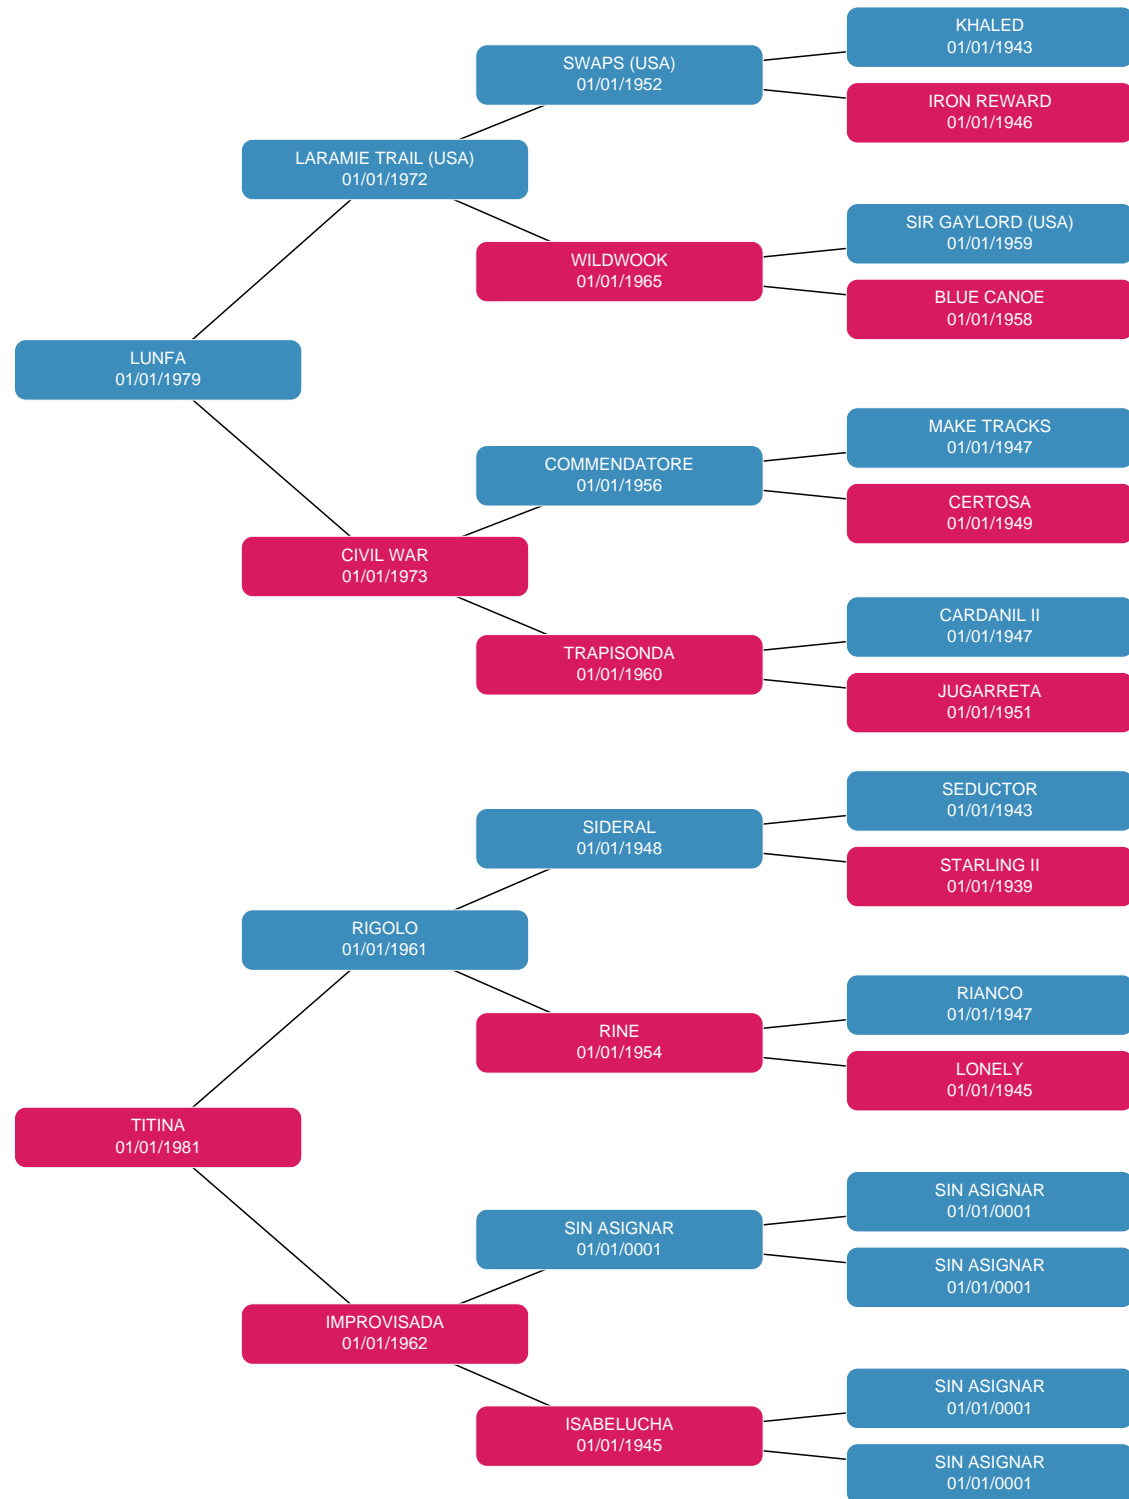 KHALED
01/01/1943
SWAPS (USA)
01/01/1952
IRON REWARD
01/01/1946
LARAMIE TRAIL (USA)
01/01/1972
SIR GAYLORD (USA)
01/01/1959
WILDWOOK
01/01/1965
BLUE CANOE
01/01/1958
LUNFA
01/01/1979
MAKE TRACKS
01/01/1947
COMMENDATORE
01/01/1956
CERTOSA
01/01/1949
CIVIL WAR
01/01/1973
CARDANIL II
01/01/1947
TRAPISONDA
01/01/1960
JUGARRETA
01/01/1951
SEDUCTOR
01/01/1943
SIDERAL
01/01/1948
STARLING II
01/01/1939
RIGOLO
01/01/1961
RIANCO
01/01/1947
RINE
01/01/1954
LONELY
01/01/1945
TITINA
01/01/1981
SIN ASIGNAR
01/01/0001
SIN ASIGNAR
01/01/0001
SIN ASIGNAR
01/01/0001
IMPROVISADA
01/01/1962
SIN ASIGNAR
01/01/0001
ISABELUCHA
01/01/1945
SIN ASIGNAR
01/01/0001